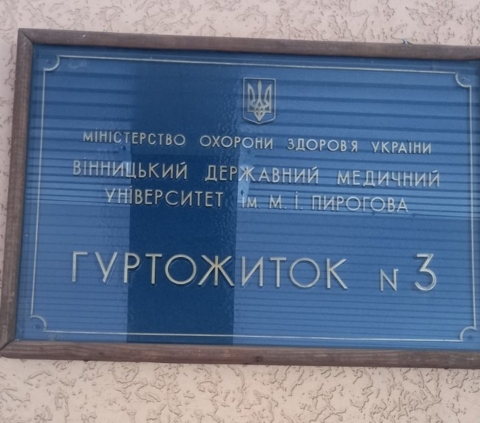 МІНІСТЕРСТВО ОХОРОНИ ЗДОРОВ'Я УКРАЇНИ
ВІННИЦЬКИЙ ДЕРЖАВНИЙ МЕДИЧНИЙ
УНІВЕРСИТЕТ ім. М. І. ПИРОГОВА
ГУРТОЖИТОК N 3